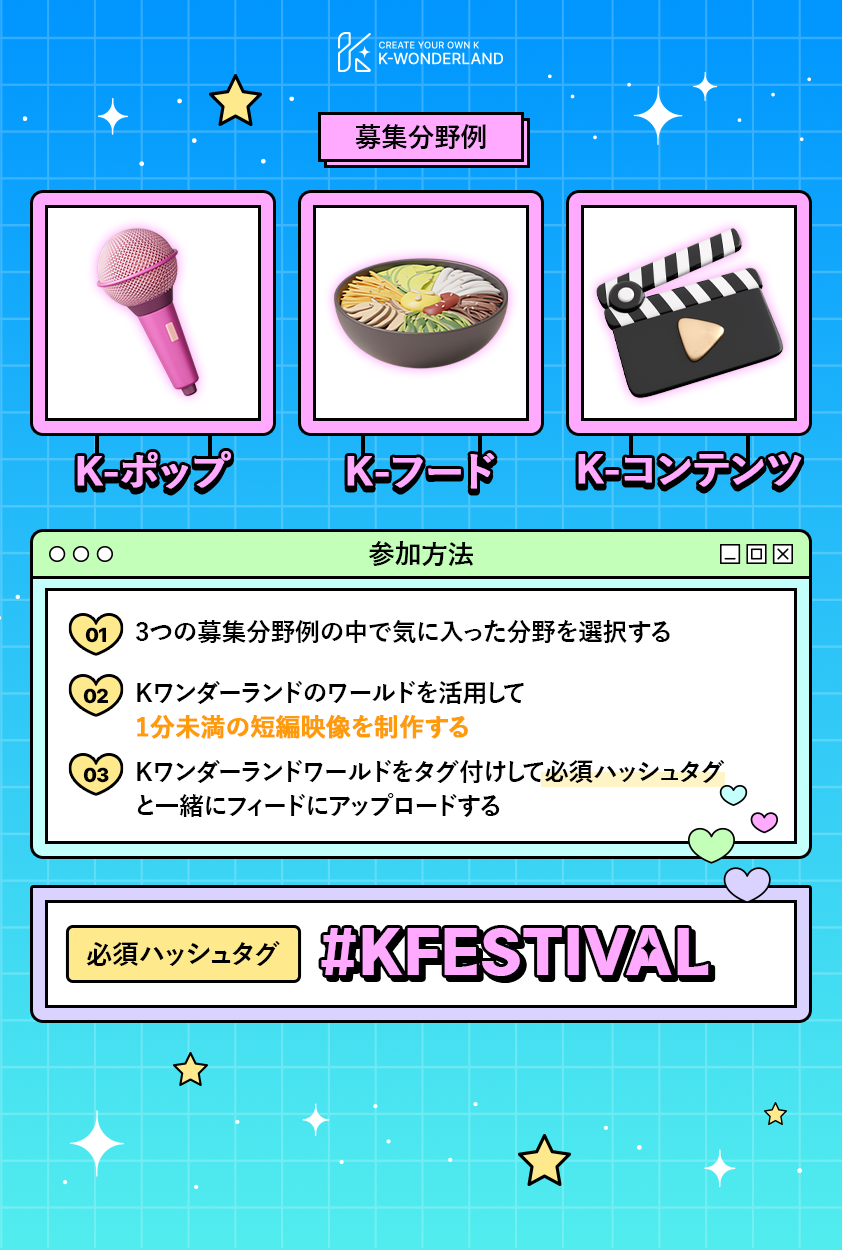 CREATE YOUR OWN K
K-WONDERLAND
募集分野例
K-ポップ
K-フード
K-コンテンツ
参加方法
01 3つの募集分野例の中で気に入った分野を選択する
02 Kワンダーランドのワールドを活用して
1分未満の短編映像を制作する
03 Kワンダーランドワールドをタグ付けして必須ハッシュタグ
と一緒にフィードにアップロードする
必須ハッシュタグ #KFESTIVAL